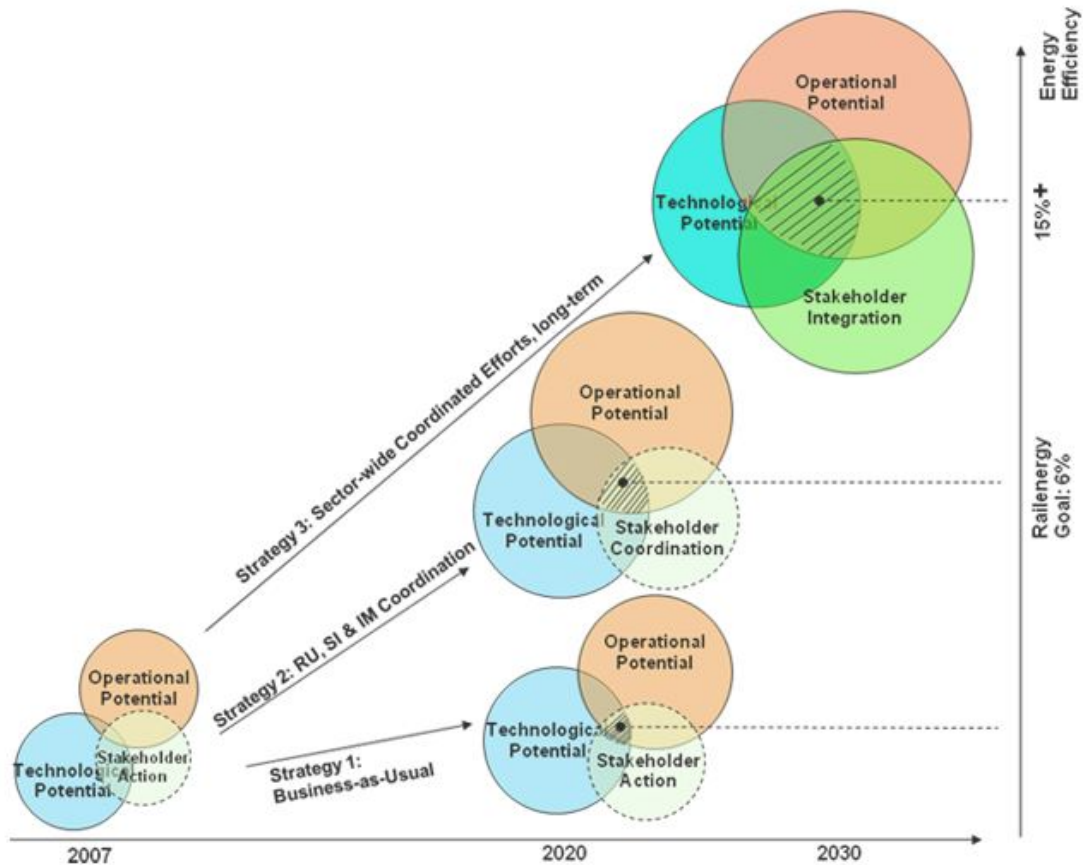 Energy
Efficiency
Operational
Potential
15%+
Technological
Potential
Stakeholder
Integration
Strategy 3: Sector-wide Coordinated Efforts, long-term
Operational
Potential
Railenergy
Goal: 6%
Technological
Potential
Stakeholder
Coordination
Strategy 2: RU, SI & IM Coordination
Operational
Potential
Operational
Potential
Technological
Potential
Stakeholder
Action
Technological
Potential
Stakeholder
Action
Strategy 1:
Business-as-Usual
2007
2020
2030